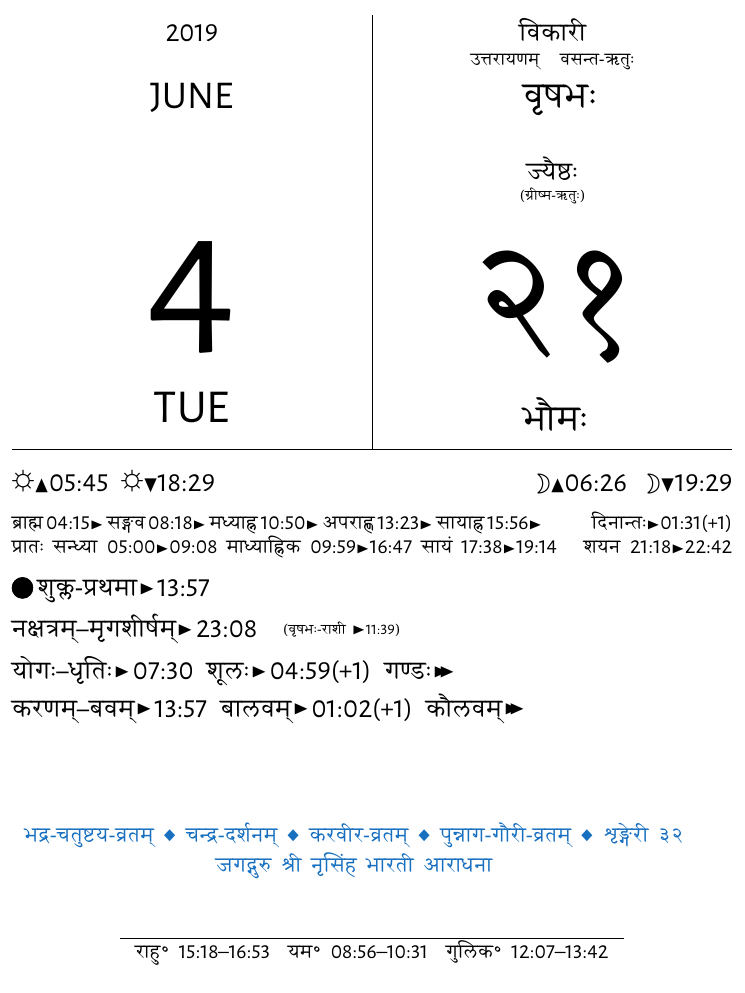 2019
JUNE
4
TUE
विकारी
उत्तरायणम् वसन्त-ऋतुः
वृषभः
ज्यैष्ठः
(ग्रीष्म-ऋतुः)
२१
भौमः
☼▲05:45 ☼▼18:29 ☽▲06:26 ☽▼19:29
ब्राह्म 04:15► सङ्गव 08:18► मध्याह्न 10:50► अपराह्ण 13:23► सायाह्न 15:56► दिनान्तः►01:31(+1)
प्रातः सन्ध्या 05:00►09:08 माध्याह्निक 09:59►16:47 सायं 17:38►19:14 शयन 21:18►22:42
●शुक्ल-प्रथमा►13:57
नक्षत्रम्–मृगशीर्षम्► 23:08 (वृषभः-राशी ►11:39)
योगः–धृतिः► 07:30 शूलः► 04:59(+1) गण्डः►►
करणम्–बवम्►13:57 बालवम्► 01:02(+1) कौलवम्►►
भद्र-चतुष्टय-व्रतम् ◆ चन्द्र-दर्शनम् ◆ करवीर-व्रतम् ◆ पुन्नाग-गौरी-व्रतम् ◆ शृङ्गेरी ३२
जगद्गुरु श्री नृसिंह भारती आराधना
राहु° 15:18–16:53 यम° 08:56–10:31 गुलिक° 12:07–13:42